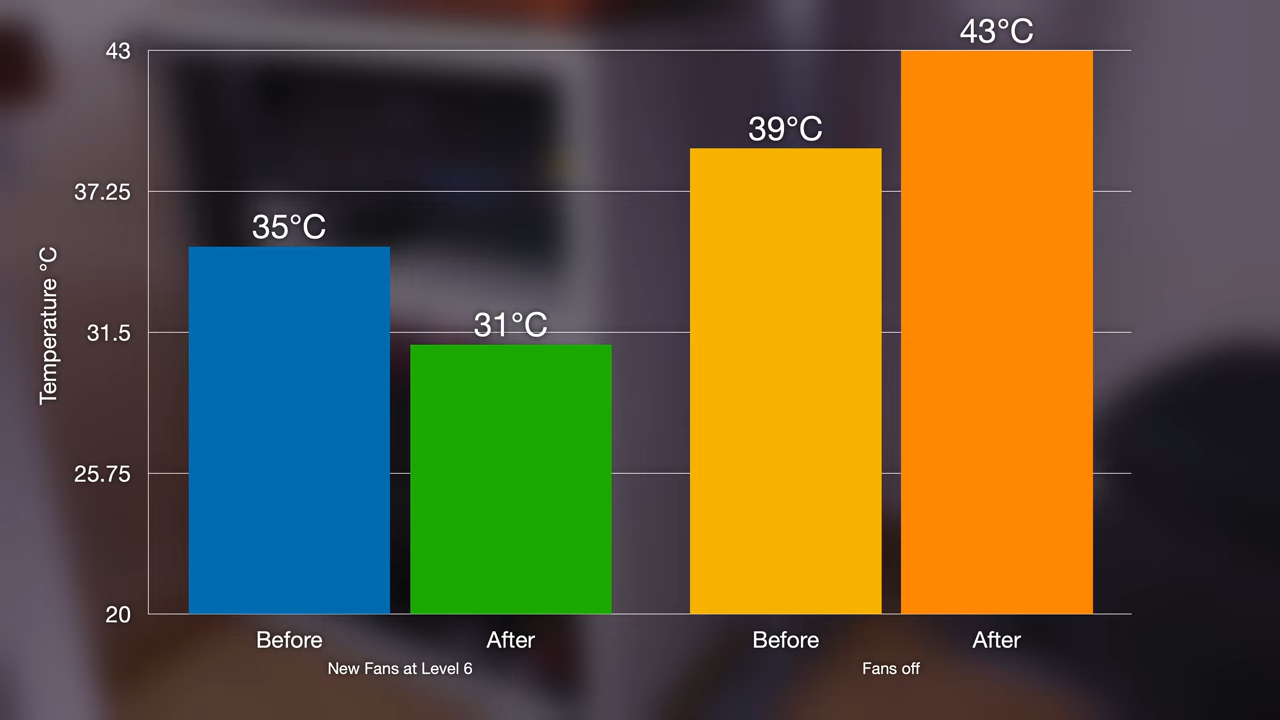 43°C
43
39°C
37.25
35°C
31°C
31.5
Temperature °C
25.75
20
Before After Before After
New Fans at Level 6 Fans off